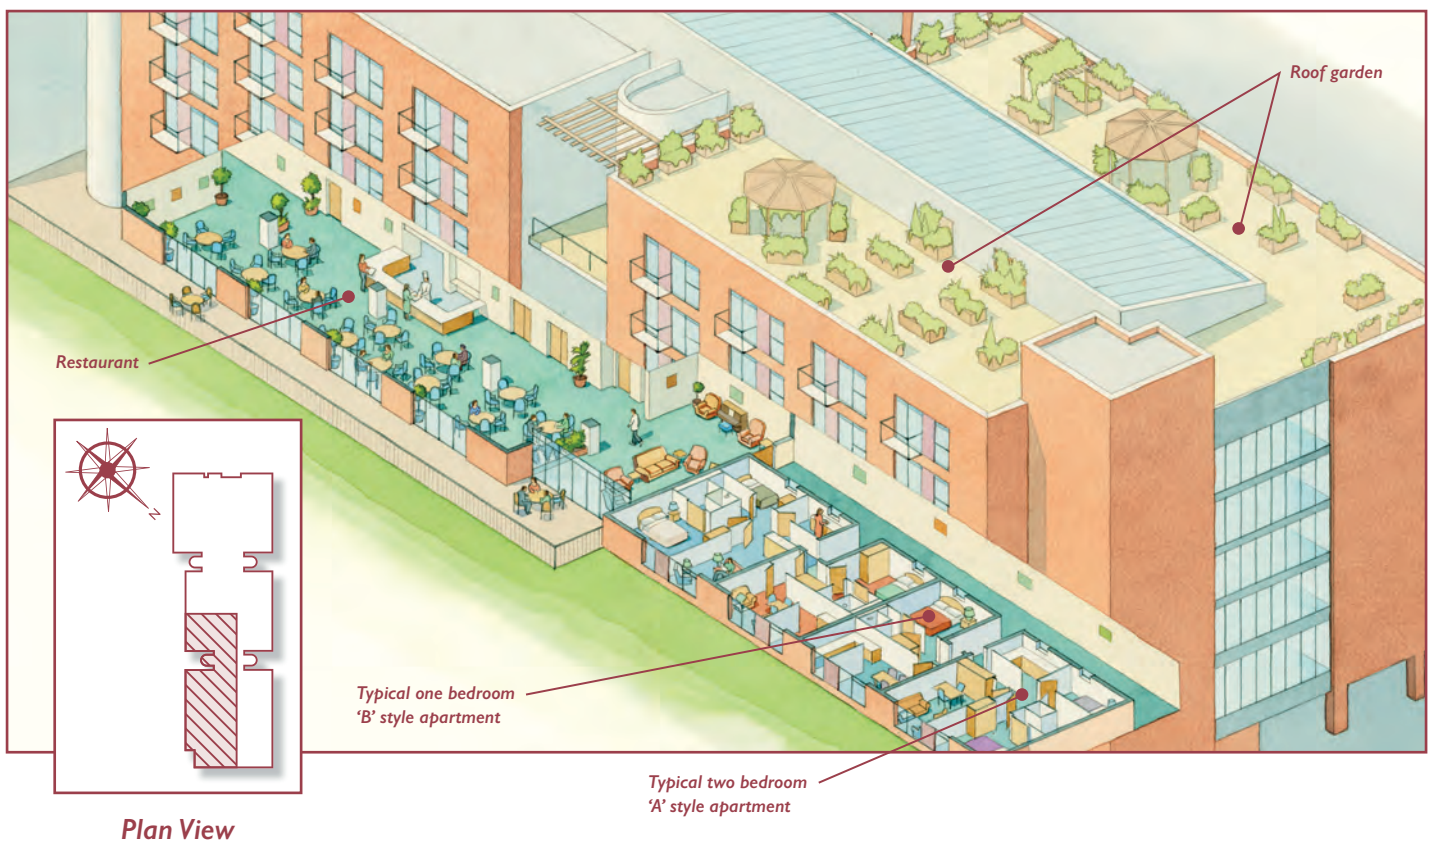 Roof garden
Restaurant
N
Typical one bedroom
‘B’ style apartment
Typical two bedroom
‘A’ style apartment
Plan View